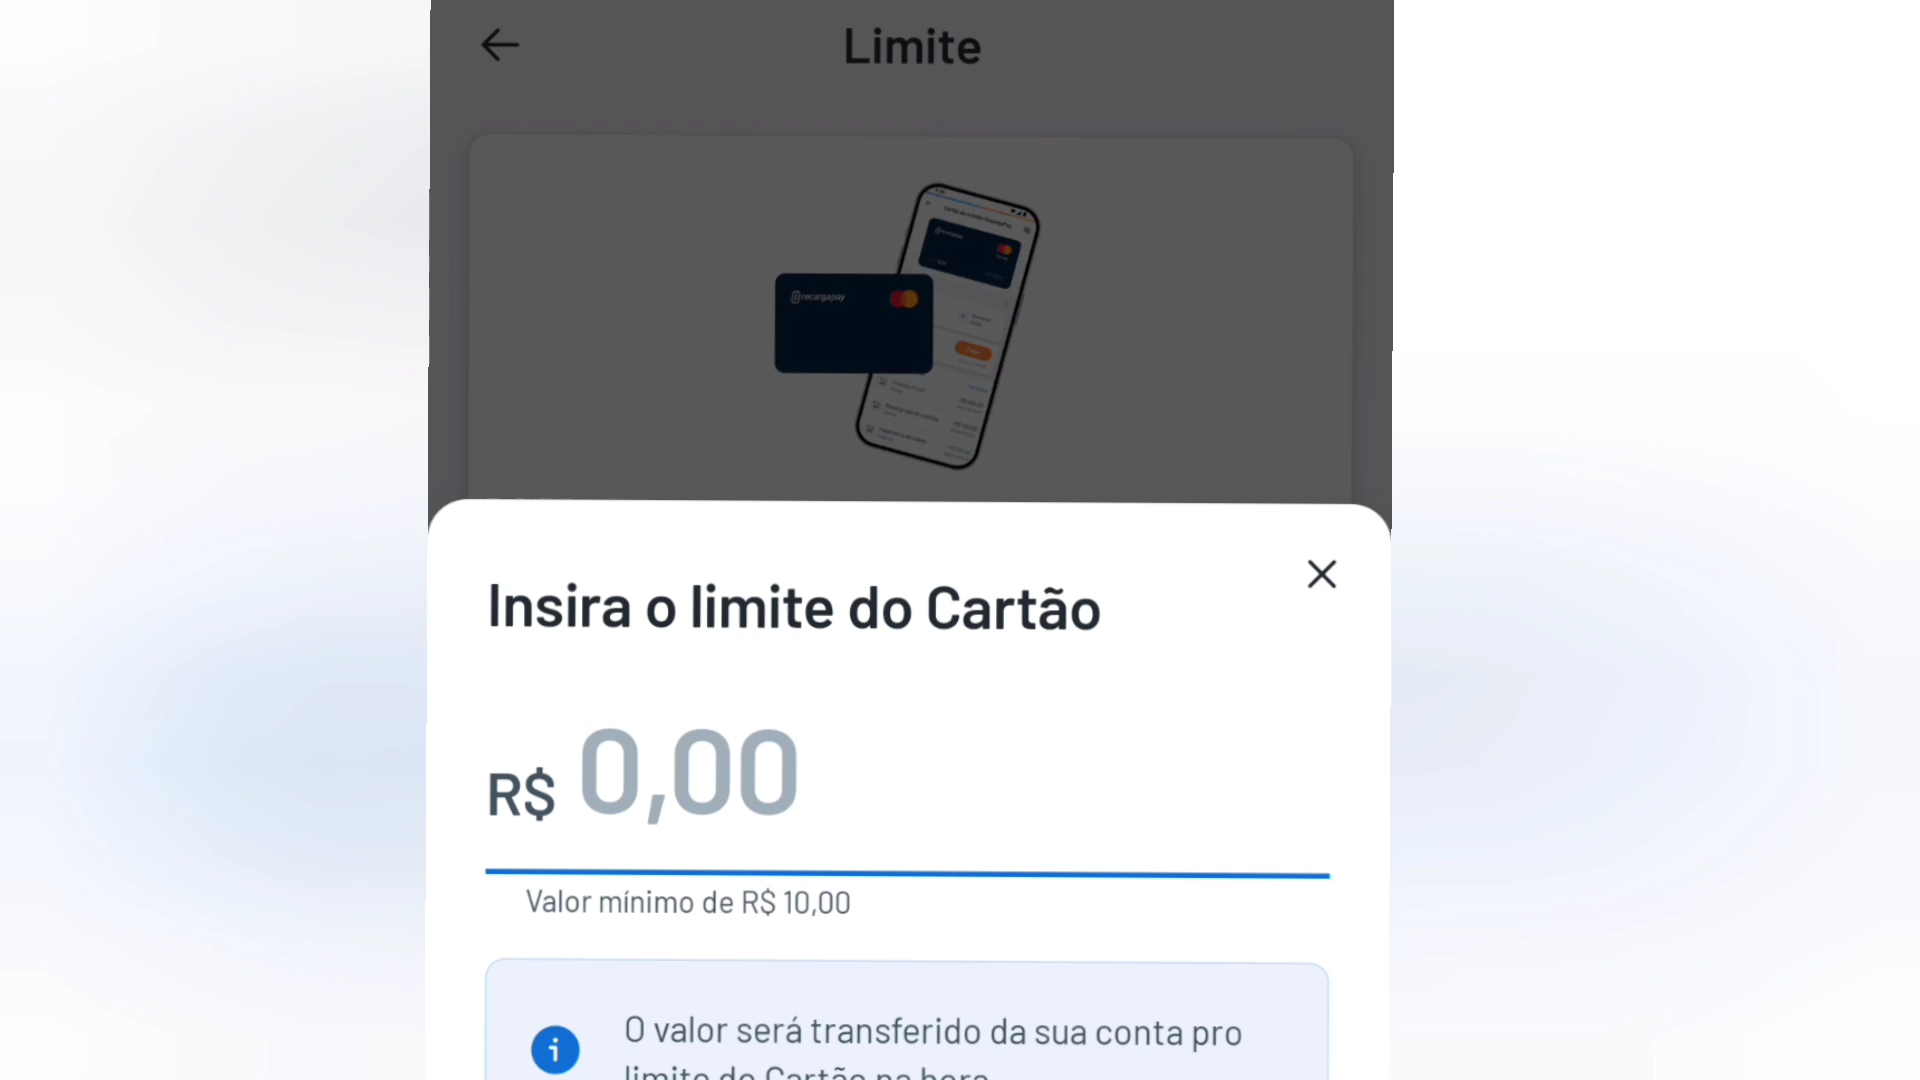 Limite
recargapay
Insira o limite do Cartão
R$ 0,00
Valor mínimo de R$ 10,00
O valor será transferido da sua conta pro
limite do Cartão na hora